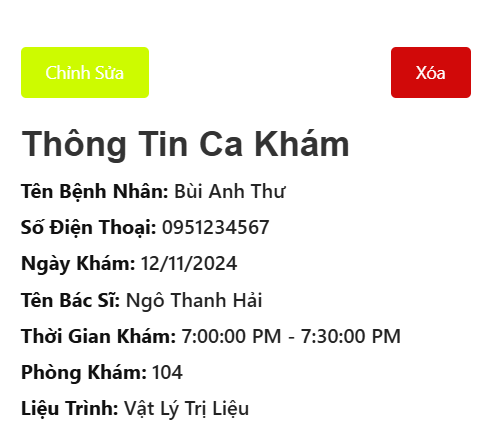 Chỉnh Sửa
Xóa
Thông Tin Ca Khám
Tên Bệnh Nhân: Bùi Anh Thư
Số Điện Thoại: 0951234567
Ngày Khám: 12/11/2024
Tên Bác Sĩ: Ngô Thanh Hải
Thời Gian Khám: 7:00:00 PM - 7:30:00 PM
Phòng Khám: 104
Liệu Trình: Vật Lý Trị Liệu